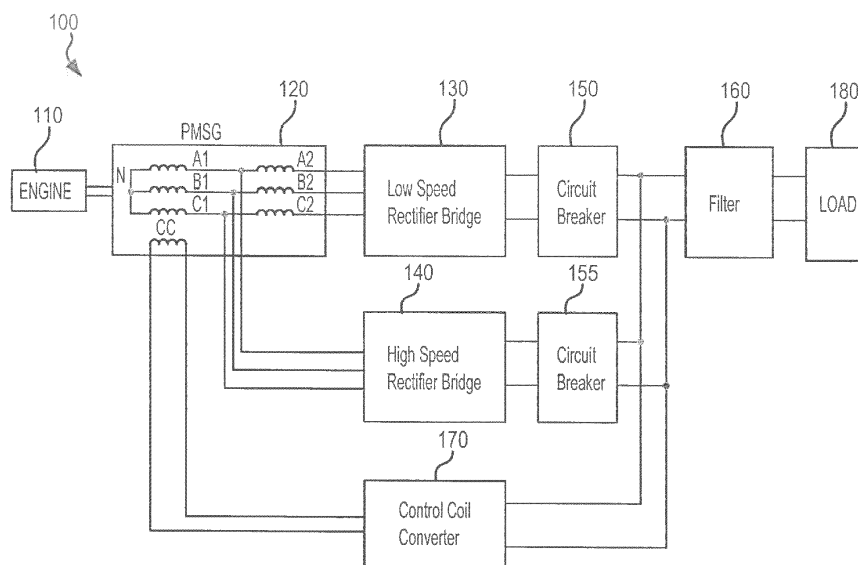 100
120
130
150
160
180
110
PMSG
ENGINE
N
A1
A2
B1
B2
C1
C2
CC
Low Speed
Rectifier Bridge
Circuit
Breaker
Filter
LOAD
140
155
High Speed
Rectifier Bridge
Circuit
Breaker
170
Control Coil
Converter